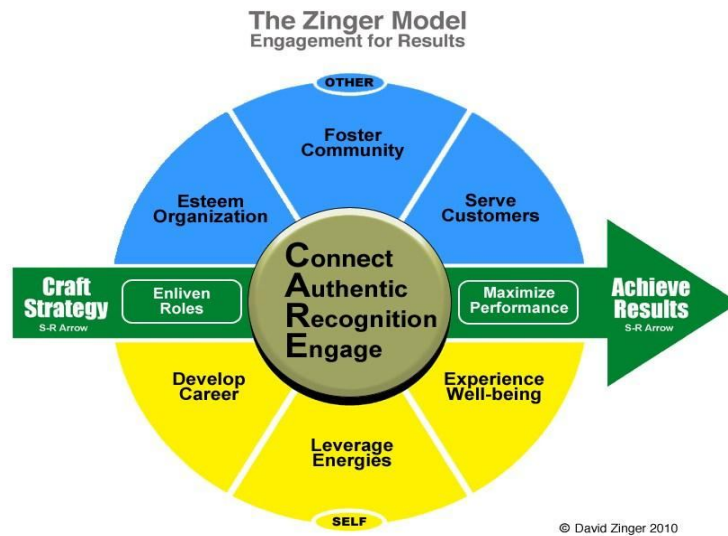 The Zinger Model
Engagement for Results
OTHER
Foster
Community
Esteem
Organization
Serve
Customers
Craft
Strategy
S-R Arrow
Enliven
Roles
Connect
Authentic
Recognition
Engage
Maximize
Performance
Achieve
Results
S-R Arrow
Develop
Career
Experience
Well-being
Leverage
Energies
SELF
© David Zinger 2010